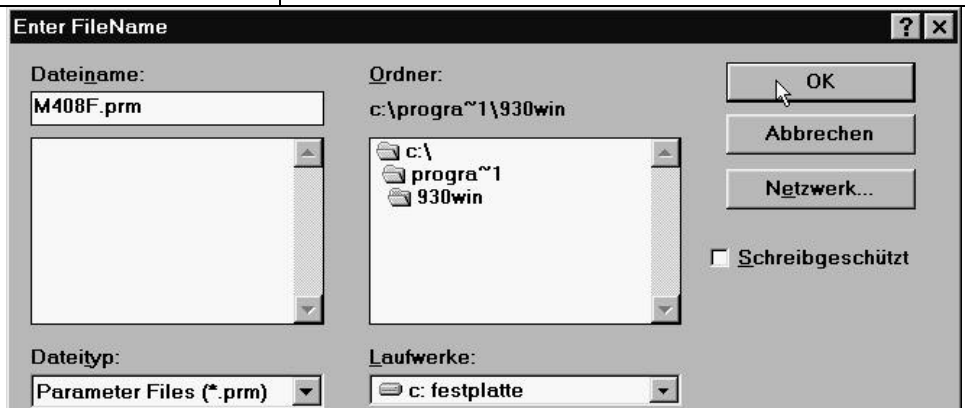 Enter FileName
Dateiname:
M408F.prm
Ordner:
c:\progra~1\930win
c:\
progra~1
930win
OK
Abbrechen
Netzwerk...
Schreibgeschützt
Dateityp:
Parameter Files (*.prm)
Laufwerke:
c: festplatte